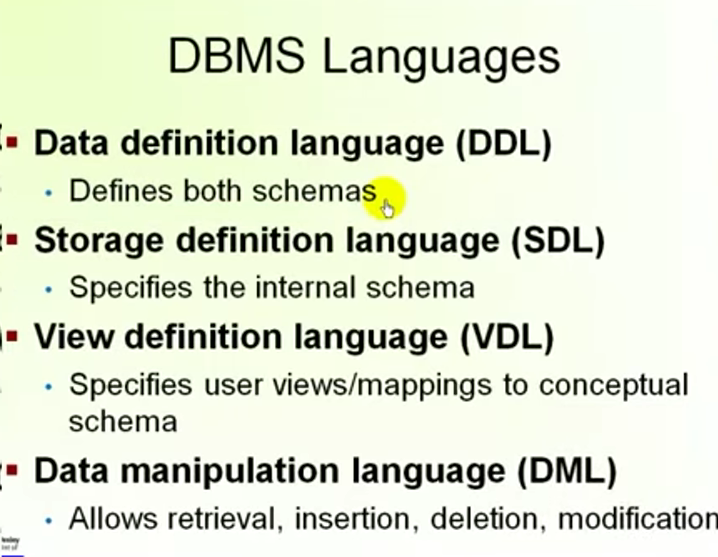 DBMS Languages
Data definition language (DDL)
• Defines both schemas
Storage definition language (SDL)
• Specifies the internal schema
View definition language (VDL)
• Specifies user views/mappings to conceptual
schema
Data manipulation language (DML)
• Allows retrieval, insertion, deletion, modification